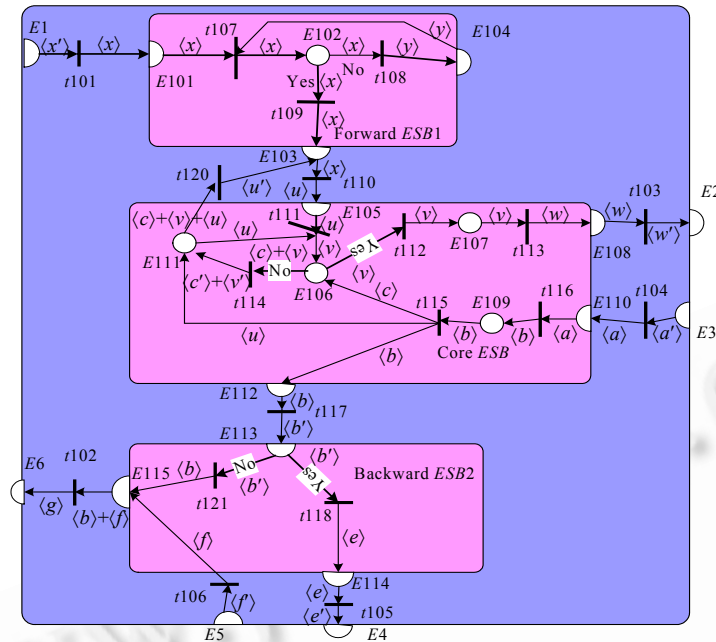 E1
⟨x'⟩ ⟨x⟩
t101
E101
⟨x⟩
t107
⟨x⟩
E102
⟨x⟩
No
⟨y⟩
t108
⟨y⟩
E104
Yes ⟨x⟩
t109
⟨x⟩
Forward ESB1
E103
⟨x⟩
t110
⟨u⟩
t120
⟨u'⟩
E105
⟨c⟩+⟨v⟩+⟨u⟩
t111
⟨u⟩
⟨u⟩
E111
⟨c⟩+⟨v⟩
⟨v⟩
Yes
t112
⟨v⟩
E107
⟨v⟩
t113
⟨w⟩
E108
⟨w⟩
t103
⟨w'⟩
E2
⟨c'⟩+⟨v'⟩
t114
No
E106
⟨v⟩
⟨c⟩
t115
E109
t116
E110
t104
E3
⟨u⟩
⟨b⟩
⟨b⟩
⟨a⟩
⟨a⟩
⟨a'⟩
Core ESB
⟨b⟩
E112
⟨b⟩
t117
⟨b'⟩
E113
E6
t102
E115
⟨b⟩
No
⟨b'⟩
t121
⟨b'⟩
Yes
t118
Backward ESB2
⟨g⟩
⟨b⟩+⟨f⟩
⟨f⟩
⟨e⟩
E114
t106
⟨f'⟩
E5
⟨e⟩
⟨e'⟩
t105
E4